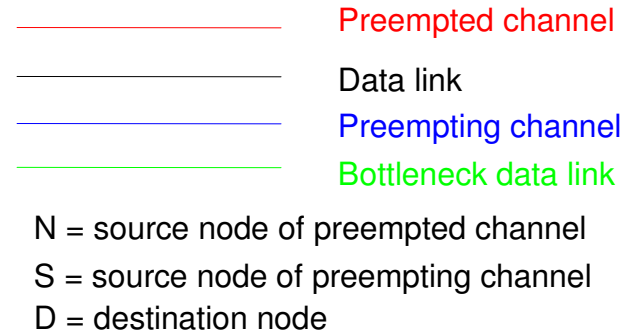 Preempted channel
Data link
Preempting channel
Bottleneck data link
N = source node of preempted channel
S = source node of preempting channel
D = destination node